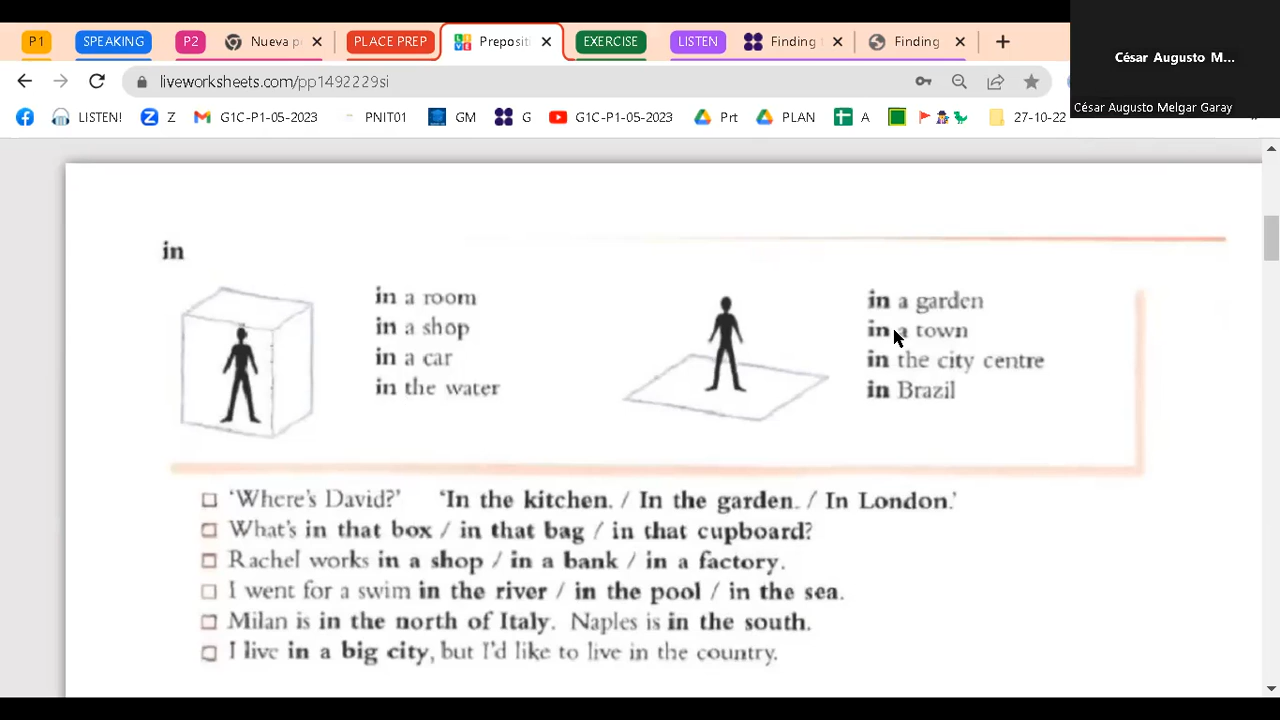 P1 SPEAKING P2 Nueva p PLACE PREP Preposit EXERCISE LISTEN Finding Finding
César Augusto M...
liveworksheets.com/pp1492229si
César Augusto Melgar Garay
LISTEN! Z G1C-P1-05-2023 PNIT01 GM G G1C-P1-05-2023 Prt PLAN A 27-10-22
in
in a room
in a shop
in a car
in the water
in a garden
in a town
in the city centre
in Brazil
'Where's David?' 'In the kitchen. / In the garden. / In London.'
What's in that box / in that bag / in that cupboard?
Rachel works in a shop / in a bank / in a factory.
I went for a swim in the river / in the pool / in the sea.
Milan is in the north of Italy. Naples is in the south.
I live in a big city, but I'd like to live in the country.